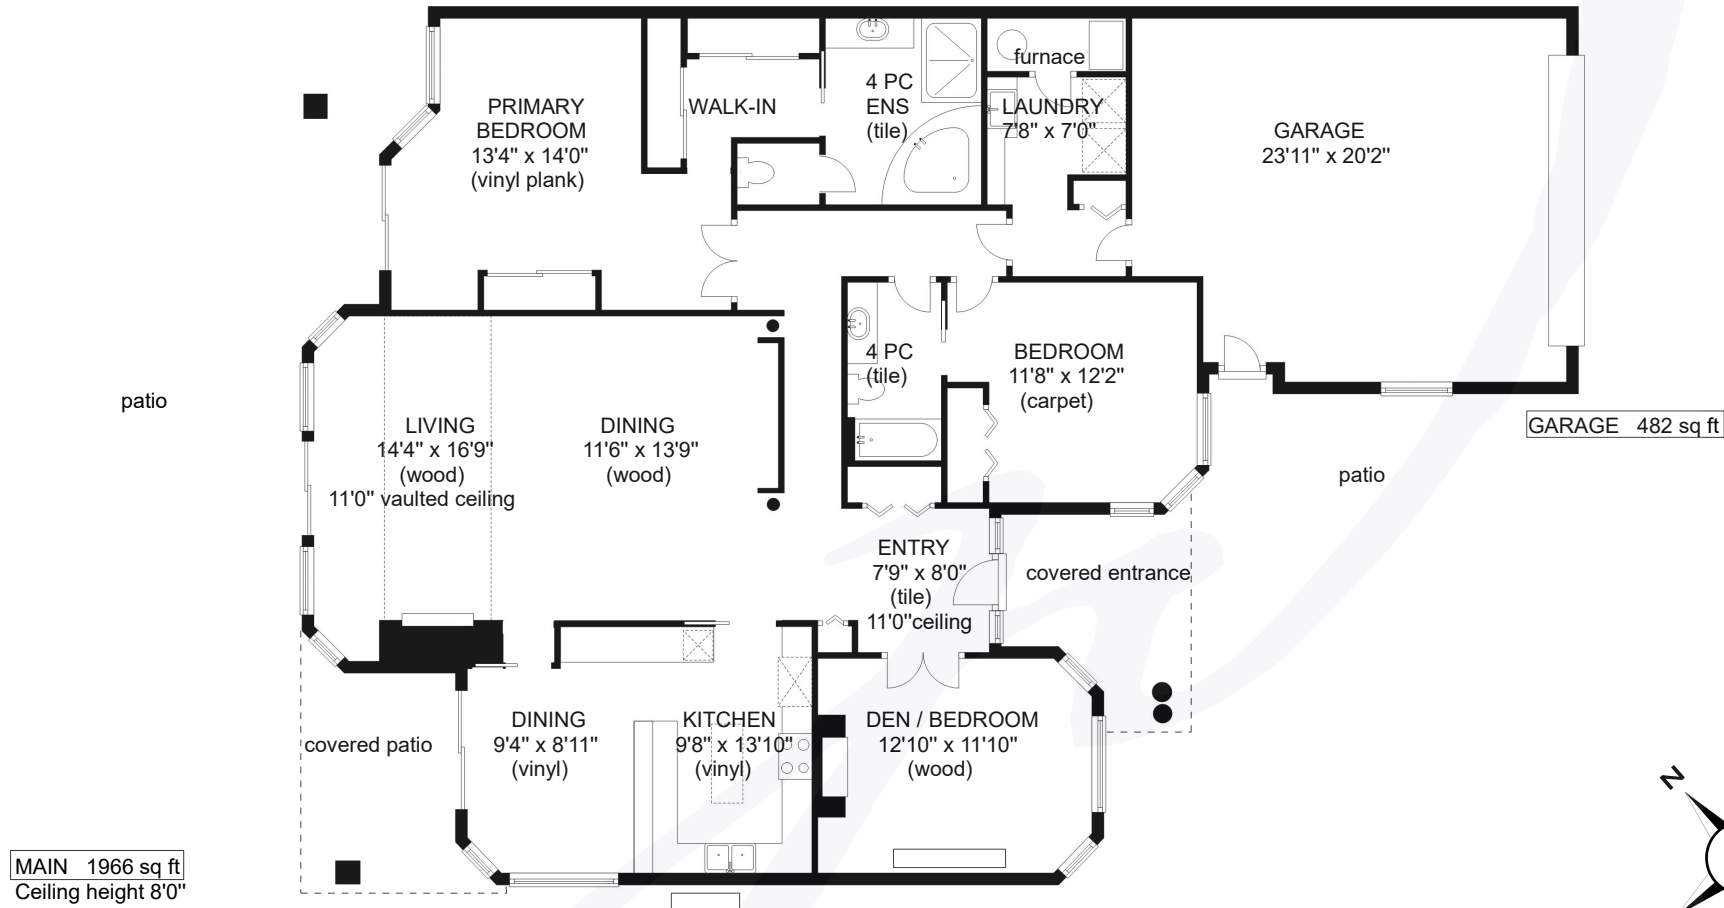 furnace
PRIMARY
BEDROOM
13'4" x 14'0"
(vinyl plank)
WALK-IN
4 PC
ENS
(tile)
LAUNDRY
7'8" x 7'0"
GARAGE
23'11" x 20'2"
patio
LIVING
14'4" x 16'9"
(wood)
11'0" vaulted ceiling
DINING
11'6" x 13'9"
(wood)
4 PC
(tile)
BEDROOM
11'8" x 12'2"
(carpet)
GARAGE 482 sq ft
patio
ENTRY
7'9" x 8'0"
(tile)
11'0"ceiling
covered entrance
covered patio
DINING
9'4" x 8'11"
(vinyl)
KITCHEN
9'8" x 13'10"
(vinyl)
DEN / BEDROOM
12'10" x 11'10"
(wood)
N
MAIN 1966 sq ft
Ceiling height 8'0"